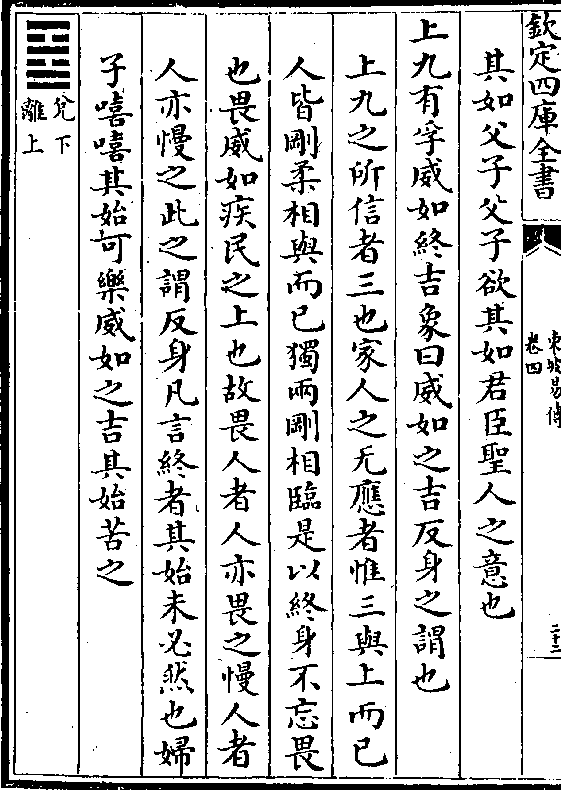 欽定四庫全書
東坡易傳
卷四
二十二
其如父子父子欲其如君臣聖人之意也
上九有孚威如終吉象曰威如之吉反身之謂也
上九之所信者三也家人之无應者惟三與上而已
人皆剛柔相與而已獨兩剛相臨是以終身不忘畏
也畏威如疾民之上也故畏人者人亦畏之慢人者
人亦慢之此之謂反身凡言終者其始未必然也婦
子嘻嘻其始可樂威如之吉其始苦之
兌下
離上